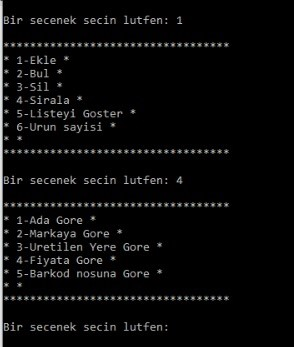 Bir secenek secin lutfen: 1
**********************************
* 1-Ekle *
* 2-Bul *
* 3-Sil *
* 4-Sirala *
* 5-Listeyi Goster *
* 6-Urun sayisi *
* *
**********************************
Bir secenek secin lutfen: 4
**********************************
* 1-Ada Gore *
* 2-Markaya Gore *
* 3-Uretilen Yere Gore *
* 4-Fiyata Gore *
* 5-Barkod nosuna Gore *
* *
**********************************
Bir secenek secin lutfen: